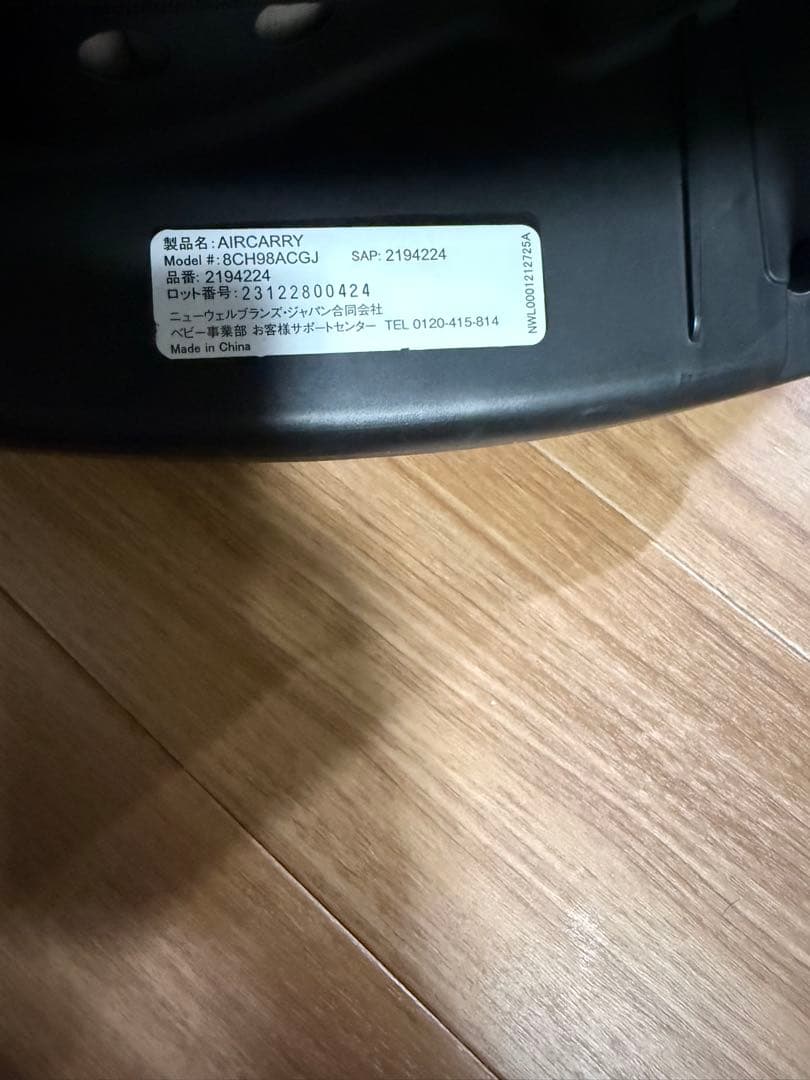 製品名: AIRCARRY
Model #: 8CH98ACGJ SAP: 2194224
品番: 2194224
ロット番号: 23122800424
ニューウェルブランズ・ジャパン合同会社
ベビー事業部 お客様サポートセンター TEL 0120-415-814
Made in China
NWL0001212725A